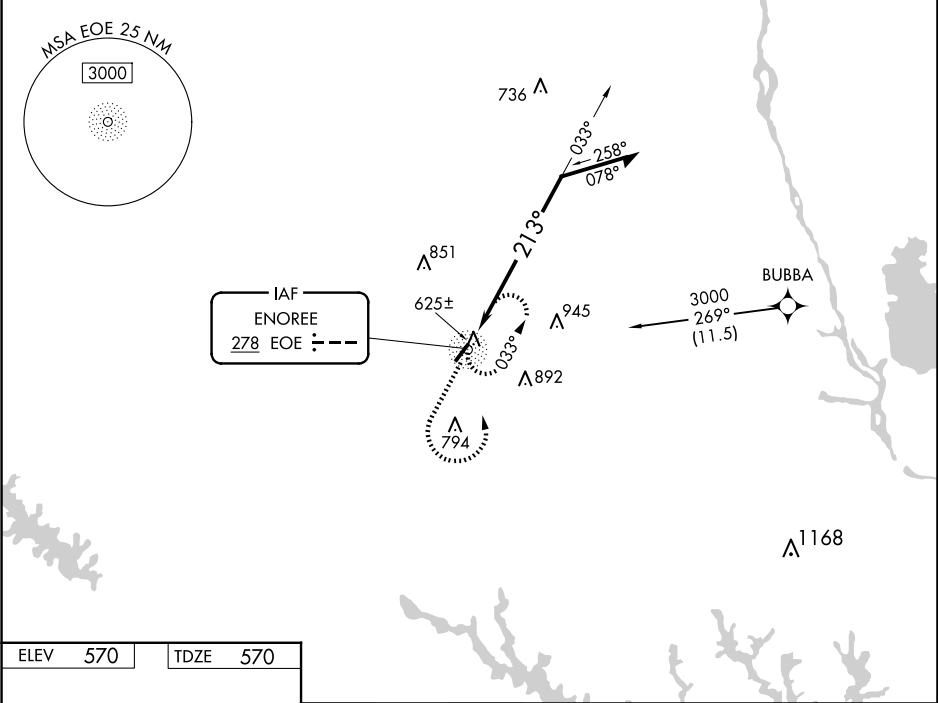 MSA EOE 25 NM
3000
736
033°
258°
078°
213°
851
BUBBA
IAF
ENOREE
278 EOE
625±
945
3000
269°
(11.5)
033°
892
794
1168
ELEV 570
TDZE 570